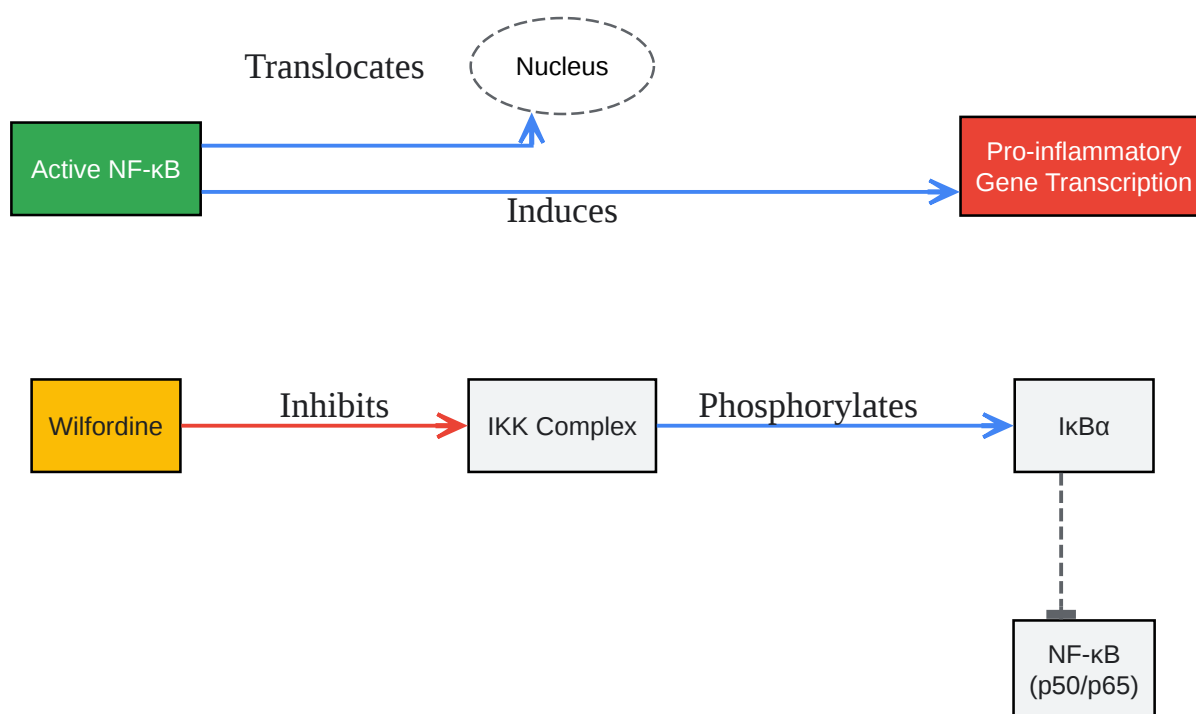 Translocates
Nucleus
Active NF-κB
Pro-inflammatory
Gene Transcription
Induces
Wilfordine
Inhibits
IKK Complex
Phosphorylates
IκBα
NF-κB
(p50/p65)